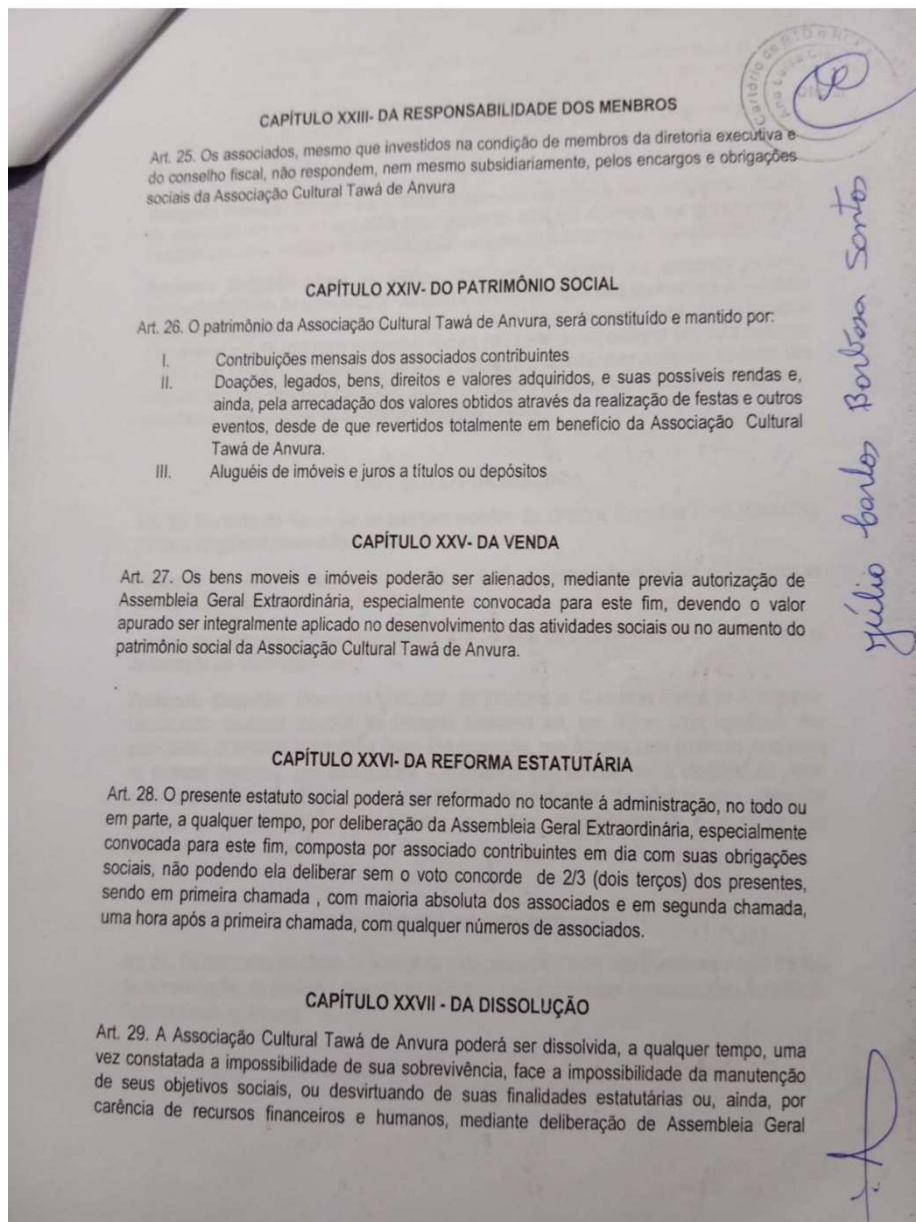 Cartório de RTD e RCPJ
CAPÍTULO XXIII- DA RESPONSABILIDADE DOS MENBROS
Art. 25. Os associados, mesmo que investidos na condição de membros da diretoria executiva e
do conselho fiscal, não respondem, nem mesmo subsidiariamente, pelos encargos e obrigações
sociais da Associação Cultural Tawá de Anvura
CAPÍTULO XXIV- DO PATRIMÔNIO SOCIAL
Art. 26. O patrimônio da Associação Cultural Tawá de Anvura, será constituído e mantido por:
I. Contribuições mensais dos associados contribuintes
II. Doações, legados, bens, direitos e valores adquiridos, e suas possíveis rendas e,
ainda, pela arrecadação dos valores obtidos através da realização de festas e outros
eventos, desde de que revertidos totalmente em benefício da Associação Cultural
Tawá de Anvura.
III. Aluguéis de imóveis e juros a títulos ou depósitos
CAPÍTULO XXV- DA VENDA
Art. 27. Os bens moveis e imóveis poderão ser alienados, mediante previa autorização de
Assembleia Geral Extraordinária, especialmente convocada para este fim, devendo o valor
apurado ser integralmente aplicado no desenvolvimento das atividades sociais ou no aumento do
patrimônio social da Associação Cultural Tawá de Anvura.
CAPÍTULO XXVI- DA REFORMA ESTATUTÁRIA
Art. 28. O presente estatuto social poderá ser reformado no tocante á administração, no todo ou
em parte, a qualquer tempo, por deliberação da Assembleia Geral Extraordinária, especialmente
convocada para este fim, composta por associado contribuintes em dia com suas obrigações
sociais, não podendo ela deliberar sem o voto concorde de 2/3 (dois terços) dos presentes,
sendo em primeira chamada , com maioria absoluta dos associados e em segunda chamada,
uma hora após a primeira chamada, com qualquer números de associados.
CAPÍTULO XXVII - DA DISSOLUÇÃO
Art. 29. A Associação Cultural Tawá de Anvura poderá ser dissolvida, a qualquer tempo, uma
vez constatada a impossibilidade de sua sobrevivência, face a impossibilidade da manutenção
de seus objetivos sociais, ou desvirtuando de suas finalidades estatutárias ou, ainda, por
carência de recursos financeiros e humanos, mediante deliberação de Assembleia Geral
Júlio Carlos Barbosa Santos